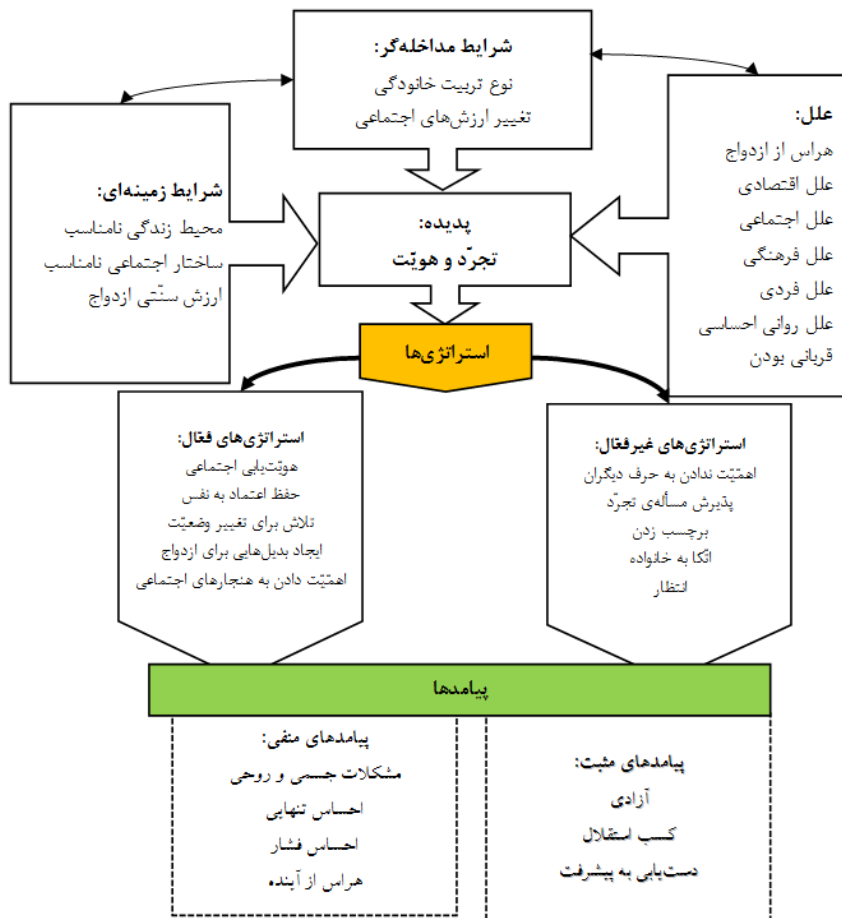 شرایط مداخله‌گر:
نوع تربیت خانودگی
تغییر ارزش‌های اجتماعی
علل:
هراس از ازدواج
علل اقتصادی
علل اجتماعی
علل فرهنگی
علل فردی
علل روانی احساسی
قربانی بودن
پدیده:
تجرّد و هویّت
شرایط زمینه‌ای:
محیط زندگی نامناسب
ساختار اجتماعی نامناسب
ارزش سنّتی ازدواج
استراتژی‌ها
استراتژی‌های غیرفعّال:
اهمّیّت ندادن به حرف دیگران
پذیرش مسأله‌ی تجرّد
برچسب زدن
اتّکا به خانواده
انتظار
استراتژی‌های فعّال:
هویّت‌یابی اجتماعی
حفظ اعتماد به نفس
تلاش برای تغییر وضعیّت
ایجاد بدیل‌هایی برای ازدواج
اهمّیّت دادن به هنجارهای اجتماعی
پیامدها
پیامدهای مثبت:
آزادی
کسب استقلال
دست‌یابی به پیشرفت
پیامدهای منفی:
مشکلات جسمی و روحی
احساس تنهایی
احساس فشار
هراس از آینده